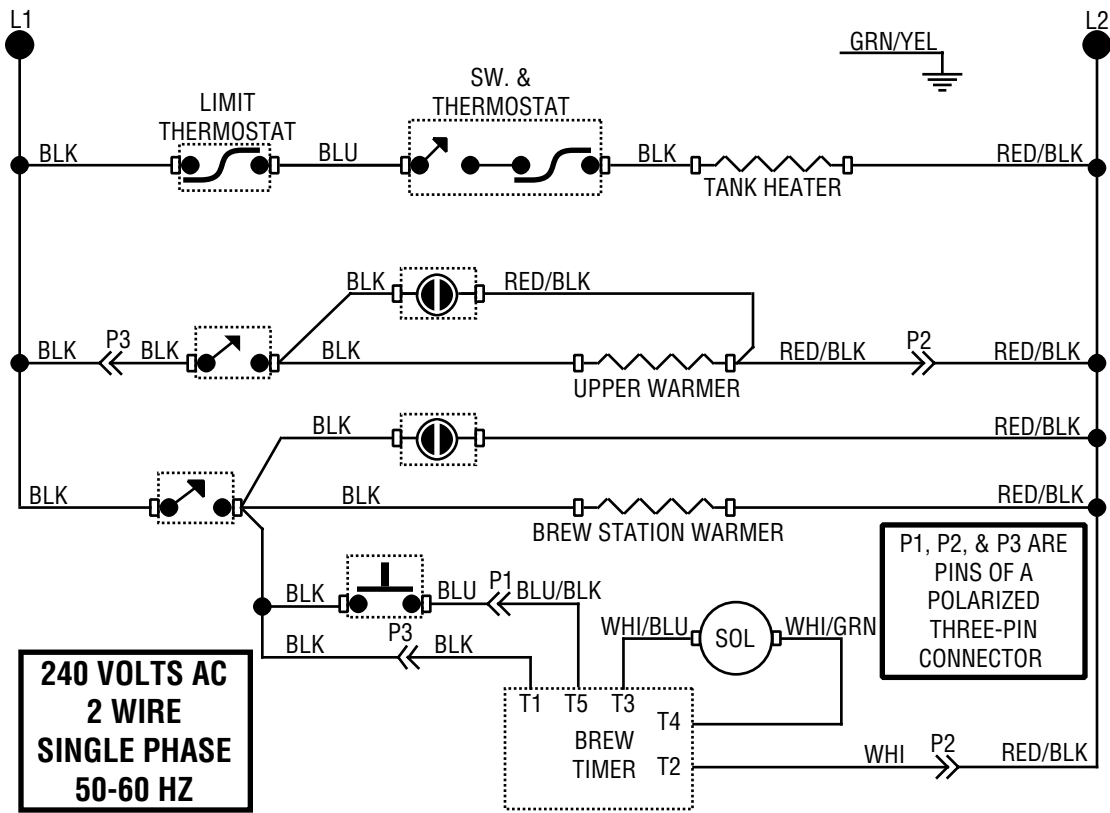 L1
L2
GRN/YEL
SW. &
THERMOSTAT
LIMIT
THERMOSTAT
BLK
BLU
BLK
RED/BLK
TANK HEATER
BLK
RED/BLK
BLK
P3
BLK
BLK
RED/BLK
P2
RED/BLK
UPPER WARMER
BLK
RED/BLK
BLK
BLK
RED/BLK
BREW STATION WARMER
P1, P2, & P3 ARE
PINS OF A
POLARIZED
THREE-PIN
CONNECTOR
BLK
BLU
P1
BLU/BLK
P3
BLK
BLK
WHI/BLU
SOL
WHI/GRN
240 VOLTS AC
2 WIRE
SINGLE PHASE
50-60 HZ
T1
T5
T3
T4
BREW
TIMER
T2
WHI
P2
RED/BLK